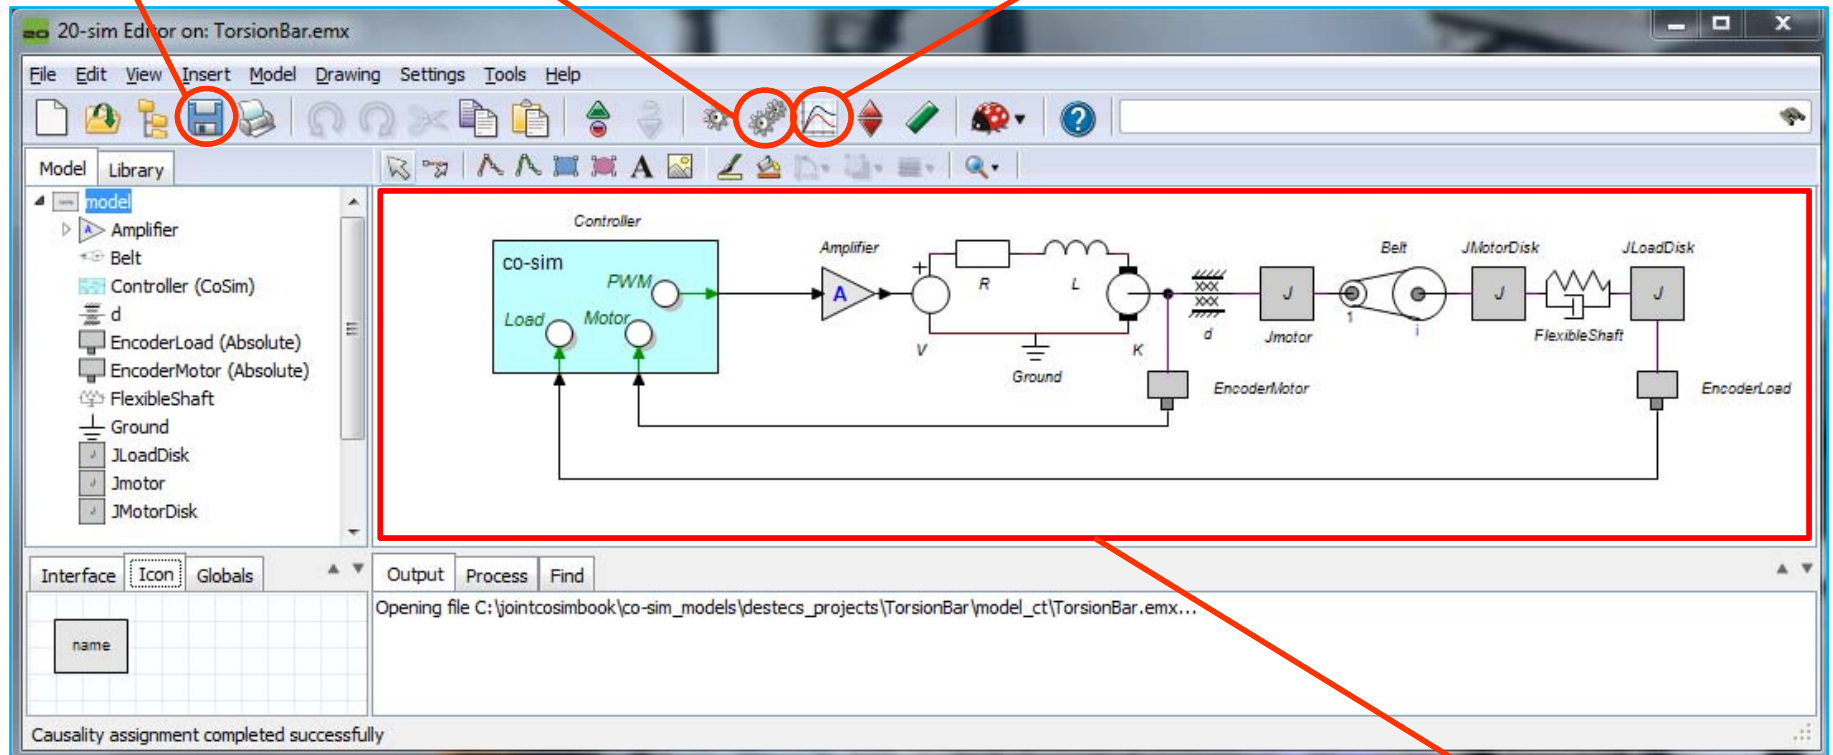 20-sim Editor on: TorsionBar.emx
File Edit View Insert Model Drawing Settings Tools Help
Model Library
model
Amplifier
Belt
Controller (CoSim)
d
EncoderLoad (Absolute)
EncoderMotor (Absolute)
FlexibleShaft
Ground
JLoadDisk
Jmotor
JMotorDisk
Controller
co-sim
PWM
Load
Motor
Amplifier
A
+
V
R
L
K
Ground
d
J
Jmotor
Belt
1
i
JMotorDisk
J
FlexibleShaft
JLoadDisk
J
EncoderMotor
EncoderLoad
Interface Icon Globals
name
Output Process Find
Opening file C:\jointcosimbook\co-sim_models\destecs_projects\TorsionBar\model_ct\TorsionBar.emx...
Causality assignment completed successfully